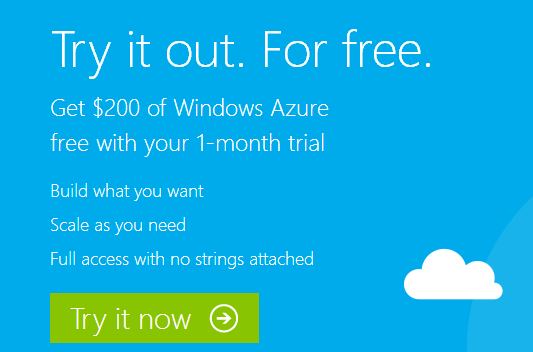 Try it out. For free.
Get $200 of Windows Azure
free with your 1-month trial
Build what you want
Scale as you need
Full access with no strings attached
Try it now